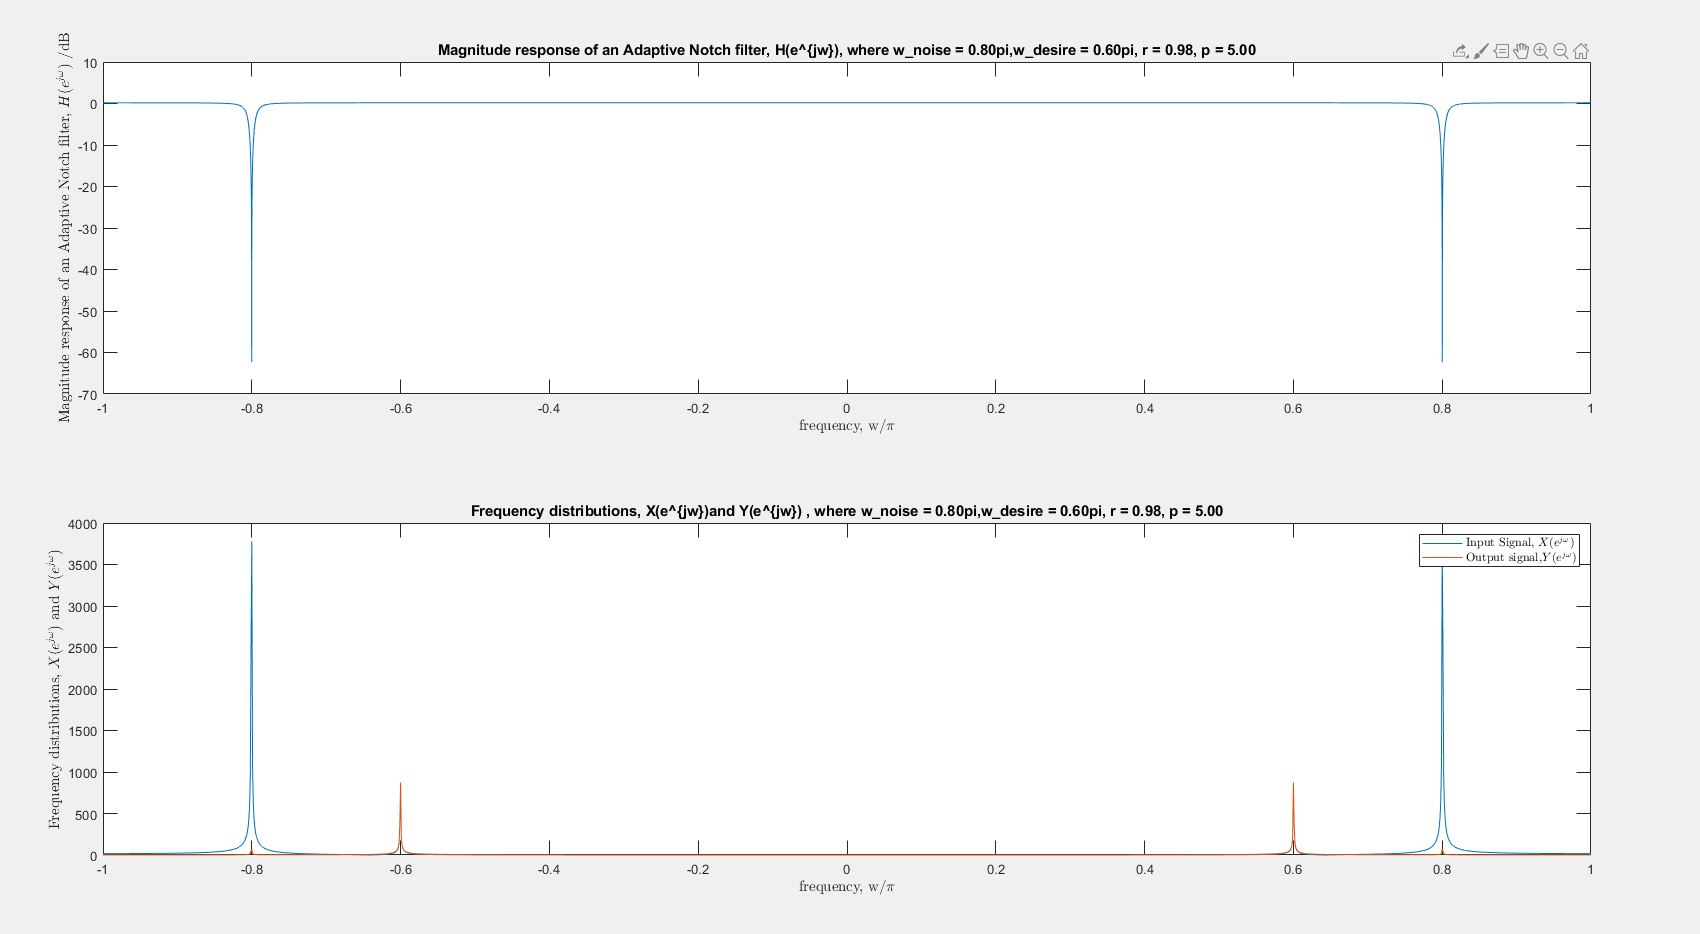 Magnitude response of an Adaptive Notch filter, H(e^{jw}), where w_noise = 0.80pi,w_desire = 0.60pi, r = 0.98, p = 5.00
Magnitude response of an Adaptive Notch filter, H(e^{jω}) /dB
10
0
-10
-20
-30
-40
-50
-60
-70
-1 -0.8 -0.6 -0.4 -0.2 0 0.2 0.4 0.6 0.8 1
frequency, w/π
Frequency distributions, X(e^{jw})and Y(e^{jw}) , where w_noise = 0.80pi,w_desire = 0.60pi, r = 0.98, p = 5.00
Frequency distributions, X(e^{jω}) and Y(e^{jω})
4000
3500
3000
2500
2000
1500
1000
500
0
Input Signal, X(e^{jω})
Output signal,Y(e^{jω})
-1 -0.8 -0.6 -0.4 -0.2 0 0.2 0.4 0.6 0.8 1
frequency, w/π